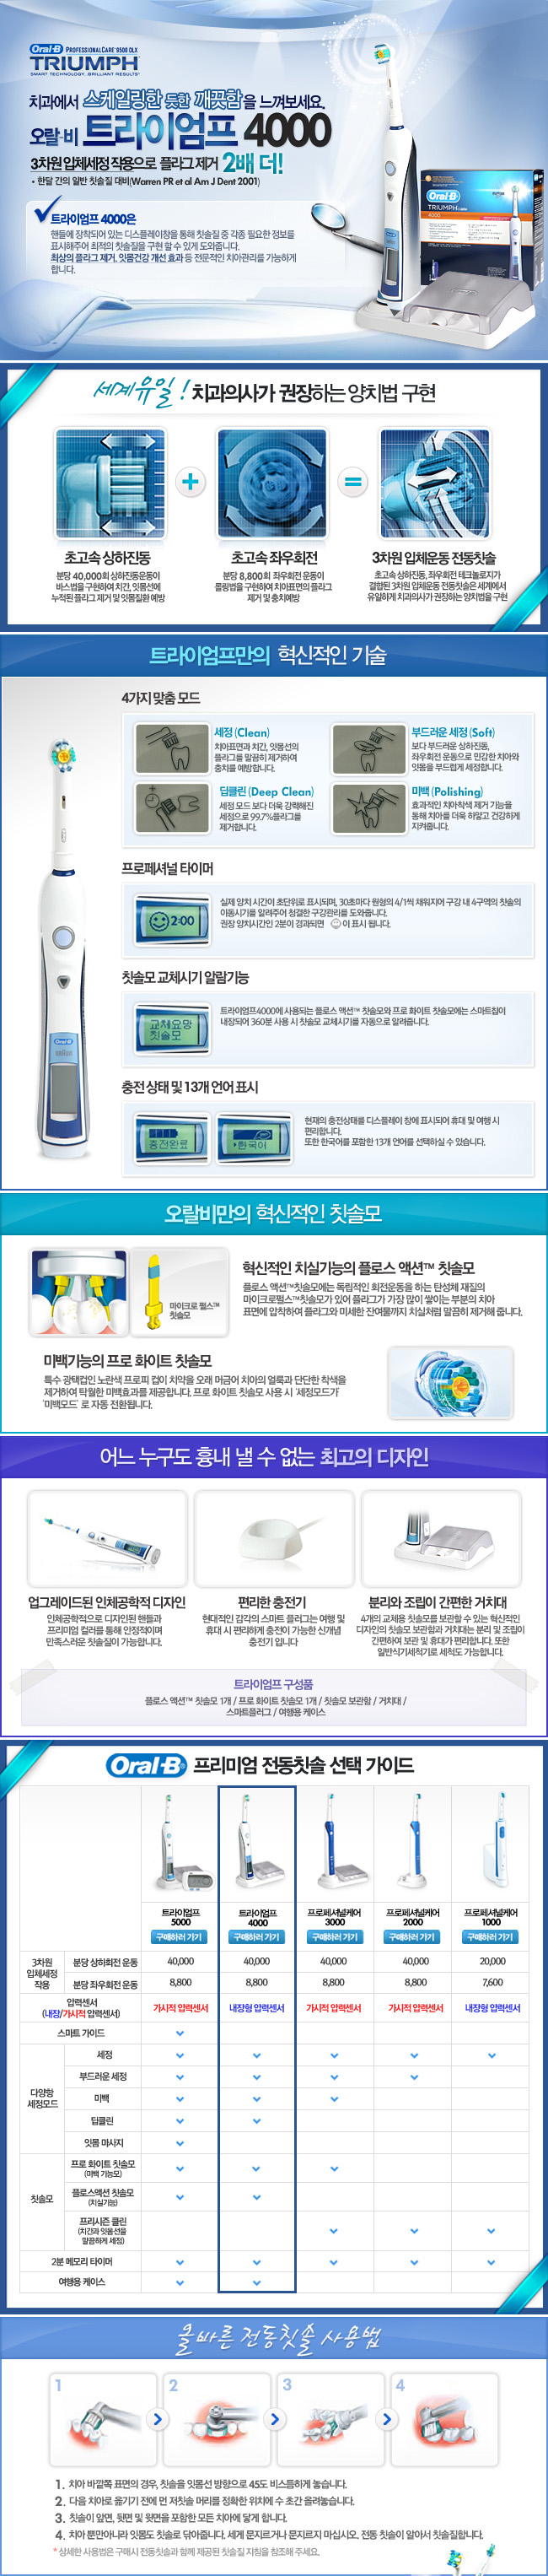 Oral-B PROFESSIONALCARE 9500 DLX
TRIUMPH
SMART TECHNOLOGY. BRILLIANT RESULTS
치과에서 스케일링한 듯한 깨끗함을 느껴보세요.
오랄-비 트라이엄프 4000
3차원 입체세정 작용으로 플라그 제거 2배 더!
• 한달 간의 일반 칫솔질 대비(Warren PR et al Am J Dent 2001)
트라이엄프 4000은
핸들에 장착되어 있는 디스플레이창을 통해 칫솔질 중 각종 필요한 정보를
표시해주어 최적의 칫솔질을 구현 할 수 있게 도와줍니다.
최상의 플라그 제거, 잇몸건강 개선 효과 등 전문적인 치아관리를 가능하게
합니다.
Oral-B
TRIUMPH
4000
세계유일! 치과의사가 권장하는 양치법 구현
초고속 상하진동
분당 40,000회 상하진동운동이
바스법을 구현하여 치간, 잇몸선에
누적된 플라그 제거 및 잇몸질환 예방
초고속 좌우회전
분당 8,800회 좌우회전 운동이
롤링법을 구현하여 치아표면의 플라그
제거 및 충치예방
3차원 입체운동 전동칫솔
초고속 상하진동, 좌우회전 테크놀로지가
결합된 3차원 입체운동 전동칫솔은 세계에서
유일하게 치과의사가 권장하는 양치법을 구현
트라이엄프만의 혁신적인 기술
4가지 맞춤 모드
세정 (Clean)
치아표면과 치간, 잇몸선의
플라그를 말끔히 제거하여
충치를 예방합니다.
부드러운 세정 (Soft)
보다 부드러운 상하진동,
좌우회전 운동으로 민감한 치아와
잇몸을 부드럽게 세정합니다.
딥클린 (Deep Clean)
세정 모드 보다 더욱 강력해진
세정으로 99.7%플라그를
제거합니다.
미백 (Polishing)
효과적인 치아착색 제거 기능을
통해 치아를 더욱 하얗고 건강하게
지켜줍니다.
프로페셔널 타이머
2:00
실제 양치 시간이 초단위로 표시되며, 30초마다 원형의 4/1씩 채워지어 구강 내 4구역의 칫솔의
이동시기를 알려주어 청결한 구강관리를 도와줍니다.
권장 양치시간인 2분이 경과되면 이 표시 됩니다.
칫솔모 교체시기 알람기능
교체요망
칫솔모
트라이엄프4000에 사용되는 플로스 액션™ 칫솔모와 프로 화이트 칫솔모에는 스마트칩이
내장되어 360분 사용 시 칫솔모 교체시기를 자동으로 알려줍니다.
Oral-B
BRAUN
충전 상태 및 13개 언어 표시
충전완료
한국어
현재의 충전상태를 디스플레이 창에 표시되어 휴대 및 여행 시
편리합니다.
또한 한국어를 포함한 13개 언어를 선택하실 수 있습니다.
오랄비만의 혁신적인 칫솔모
마이크로 펄스™
칫솔모
혁신적인 치실기능의 플로스 액션™ 칫솔모
플로스 액션™칫솔모에는 독립적인 회전운동을 하는 탄성체 재질의
마이크로펄스™칫솔모가 있어 플라그가 가장 많이 쌓이는 부분의 치아
표면에 압착하여 플라그와 미세한 잔여물까지 치실처럼 말끔히 제거해 줍니다.
미백기능의 프로 화이트 칫솔모
특수 광택컵인 노란색 프로피 컵이 치약을 오래 머금어 치아의 얼룩과 단단한 착색을
제거하여 탁월한 미백효과를 제공합니다. 프로 화이트 칫솔모 사용 시 '세정모드'가
'미백모드' 로 자동 전환됩니다.
어느 누구도 흉내 낼 수 없는 최고의 디자인
업그레이드된 인체공학적 디자인
인체공학적으로 디자인된 핸들과
프리미엄 컬러를 통해 인정적이며
만족스러운 칫솔질이 가능합니다.
편리한 충전기
현대적인 감각의 스마트 플러그는 여행 및
휴대 시 편리하게 충전이 가능한 신개념
충전기 입니다
분리와 조립이 간편한 거치대
4개의 교체용 칫솔모를 보관할 수 있는 혁신적인
디자인의 칫솔모 보관함과 거치대는 분리 및 조립이
간편하여 보관 및 휴대가 편리합니다. 또한
일반식기세척기로 세척도 가능합니다.
트라이엄프 구성품
플로스 액션™ 칫솔모 1개 / 프로 화이트 칫솔모 1개 / 칫솔모 보관함 / 거치대 /
스마트플러그 / 여행용 케이스
Oral-B 프리미엄 전동칫솔 선택 가이드
트라이엄프 5000 트라이엄프 4000 프로페셔널케어 3000 프로페셔널케어 2000 프로페셔널케어 1000
구매하러 가기 구매하러 가기 구매하러 가기 구매하러 가기 구매하러 가기
3차원 입체세정 작용
분당 상하회전 운동 40,000 40,000 40,000 40,000 20,000
분당 좌우회전 운동 8,800 8,800 8,800 8,800 7,600
압력센서 (내장/가시적 압력센서) 가시적 압력센서 내장형 압력센서 가시적 압력센서 가시적 압력센서 내장형 압력센서
스마트 가이드
다양항 세정모드
세정
부드러운 세정
미백
딥클린
잇몸 마사지
칫솔모
프로 화이트 칫솔모 (미백 기능모)
플로스액션 칫솔모 (치실기능)
프리시즌 클린 (치간과 잇몸선을 말끔하게 세정)
2분 메모리 타이머
여행용 케이스
올바른 전동칫솔 사용법
1 2 3 4
1. 치아 바깥쪽 표면의 경우, 칫솔을 잇몸선 방향으로 45도 비스듬하게 놓습니다.
2. 다음 치아로 옮기기 전에 먼 저칫솔 머리를 정확한 위치에 수 초간 올려놓습니다.
3. 칫솔이 앞면, 뒷면 및 윗면을 포함한 모든 치아에 닿게 합니다.
4. 치아 뿐만아니라 잇몸도 칫솔로 닦아줍니다. 세게 문지르거나 문지르지 마십시오. 전동 칫솔이 알아서 칫솔질합니다.
* 상세한 사용법은 구매시 전동칫솔과 함께 제공된 칫솔질 지침을 참조해 주세요.